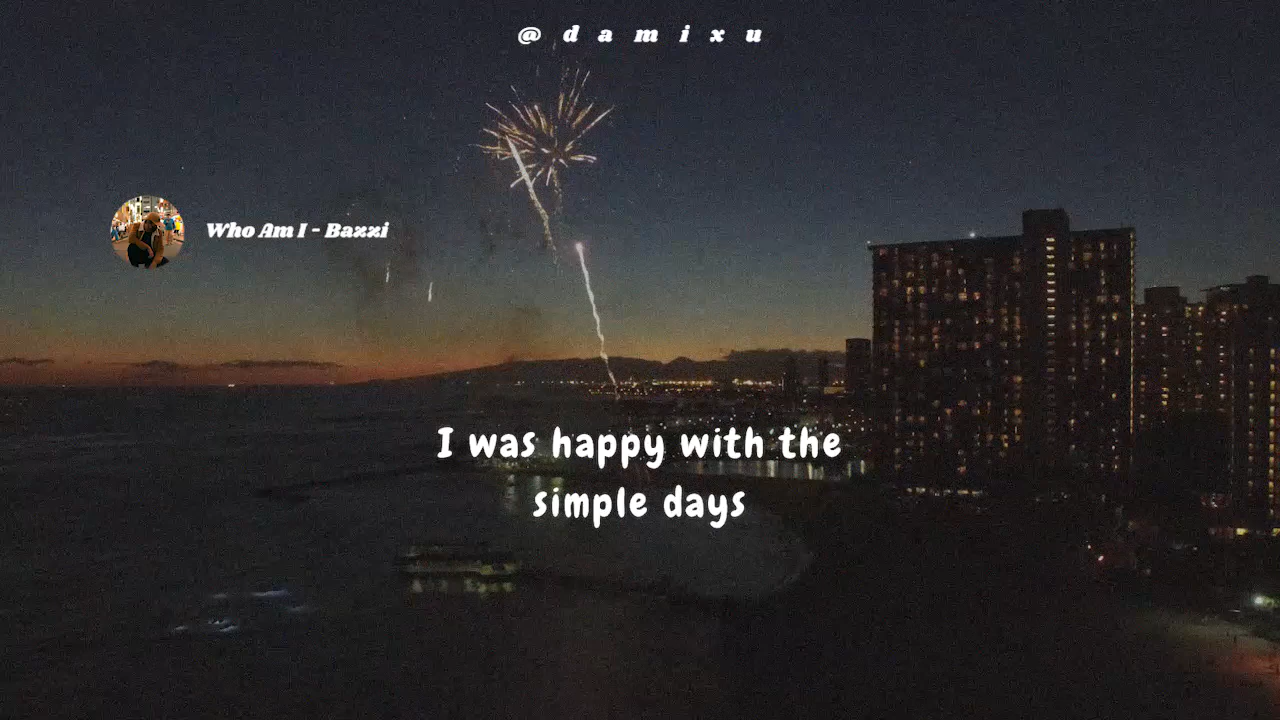 @ d a m i x u
Who Am I - Bazzi
I was happy with the
simple days